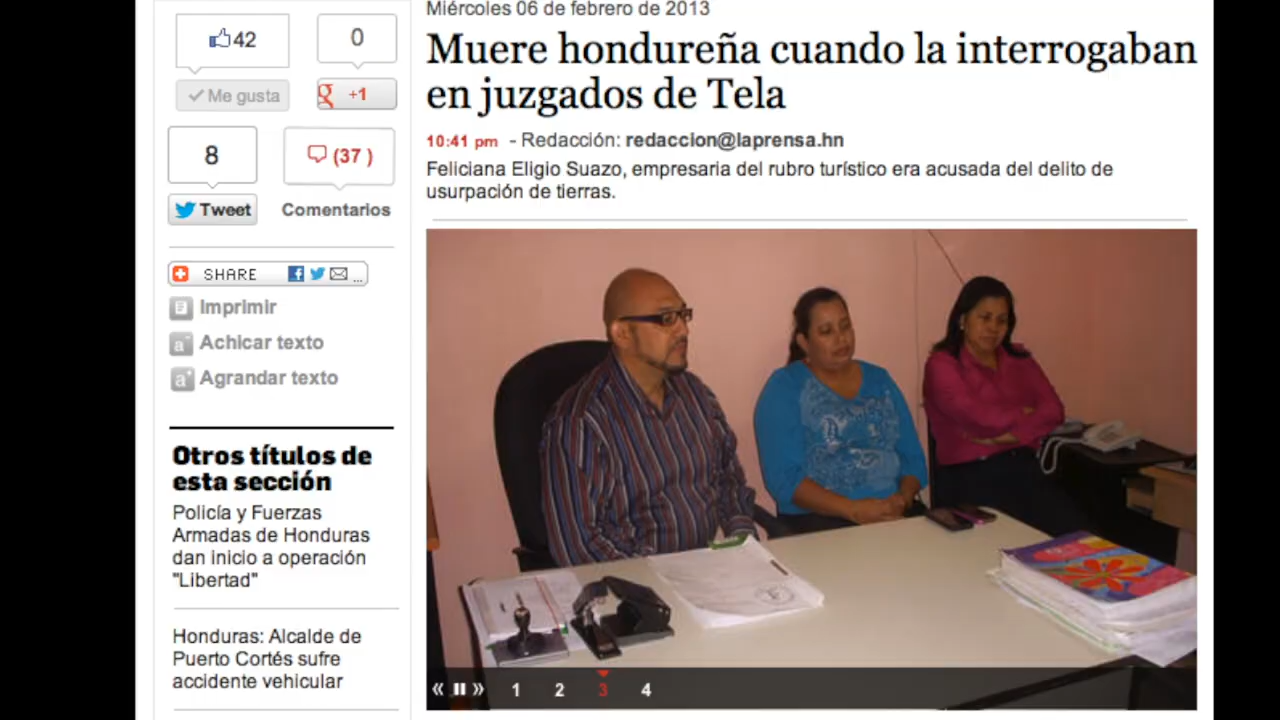 42
0
Me gusta
+1
8
(37 )
Tweet
Comentarios
SHARE
...
Imprimir
Achicar texto
Agrandar texto
Otros títulos de
esta sección
Policía y Fuerzas
Armadas de Honduras
dan inicio a operación
"Libertad"
Honduras: Alcalde de
Puerto Cortés sufre
accidente vehicular
Miércoles 06 de febrero de 2013
Muere hondureña cuando la interrogaban
en juzgados de Tela
10:41 pm - Redacción: redaccion@laprensa.hn
Feliciana Eligio Suazo, empresaria del rubro turístico era acusada del delito de
usurpación de tierras.
« »  1 2 3 4